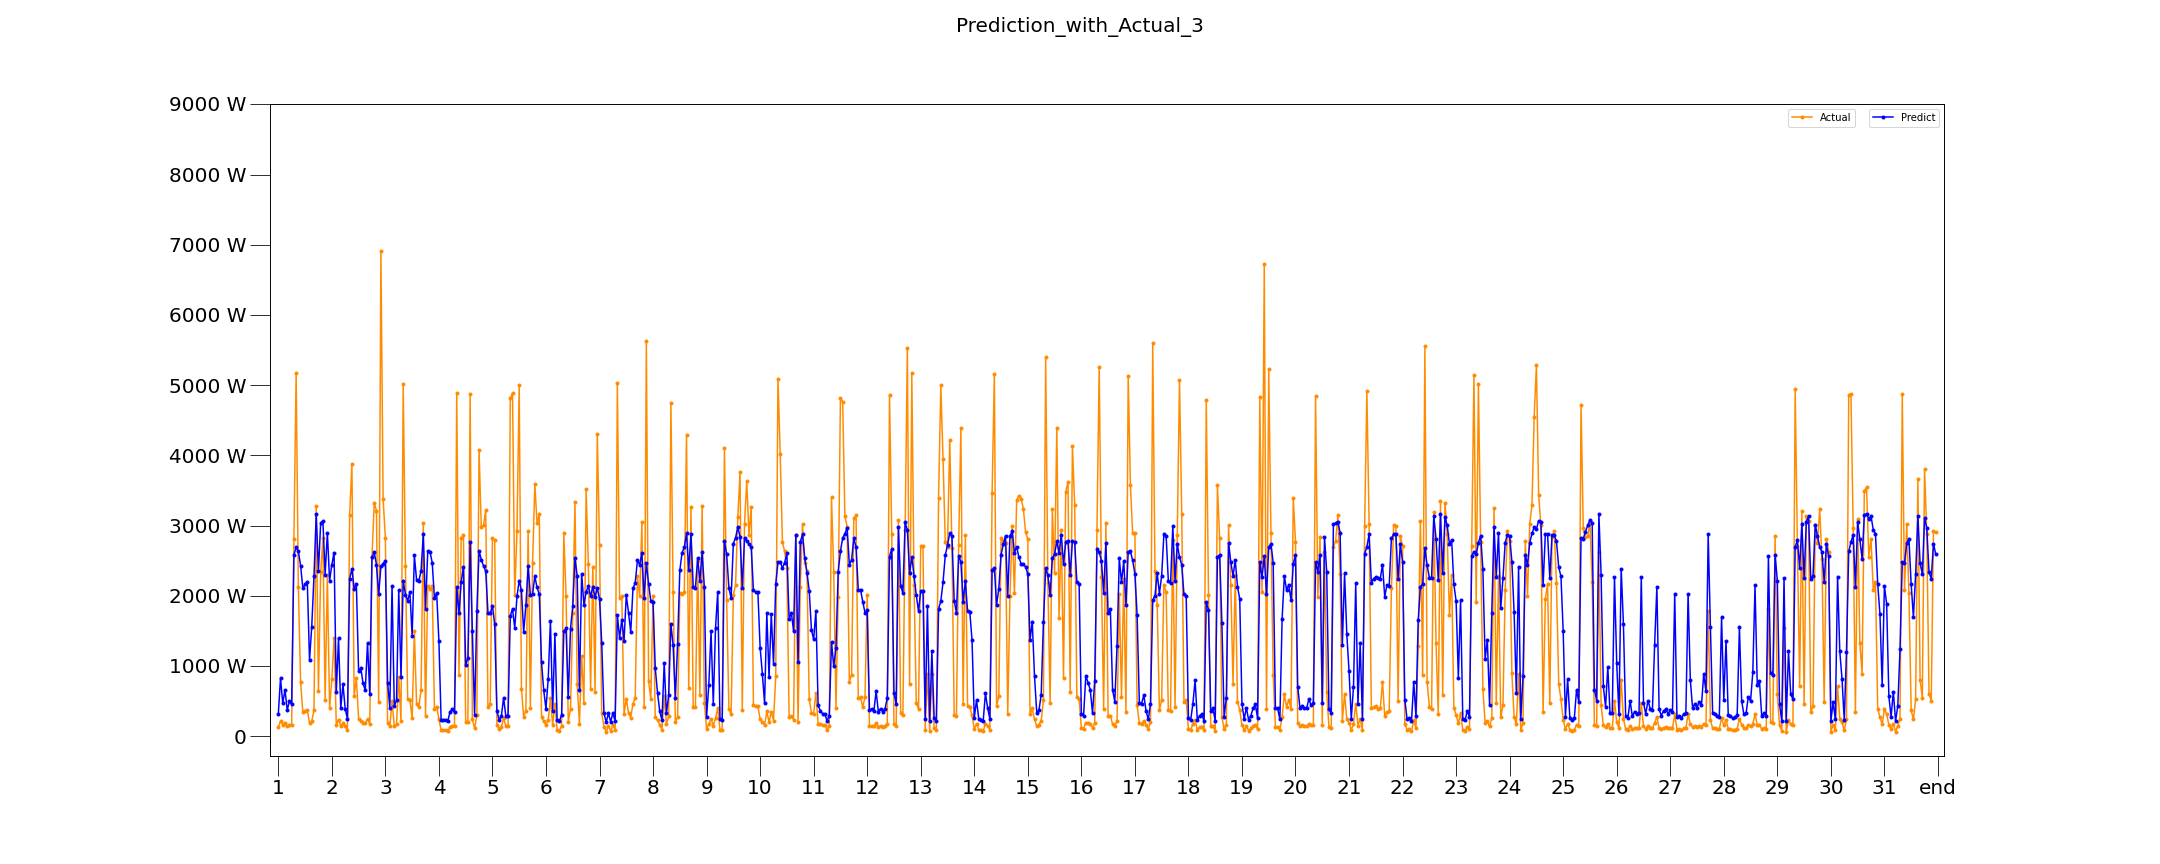 Prediction_with_Actual_3
9000 W
8000 W
7000 W
6000 W
5000 W
4000 W
3000 W
2000 W
1000 W
0
Actual Predict
1 2 3 4 5 6 7 8 9 10 11 12 13 14 15 16 17 18 19 20 21 22 23 24 25 26 27 28 29 30 31 end